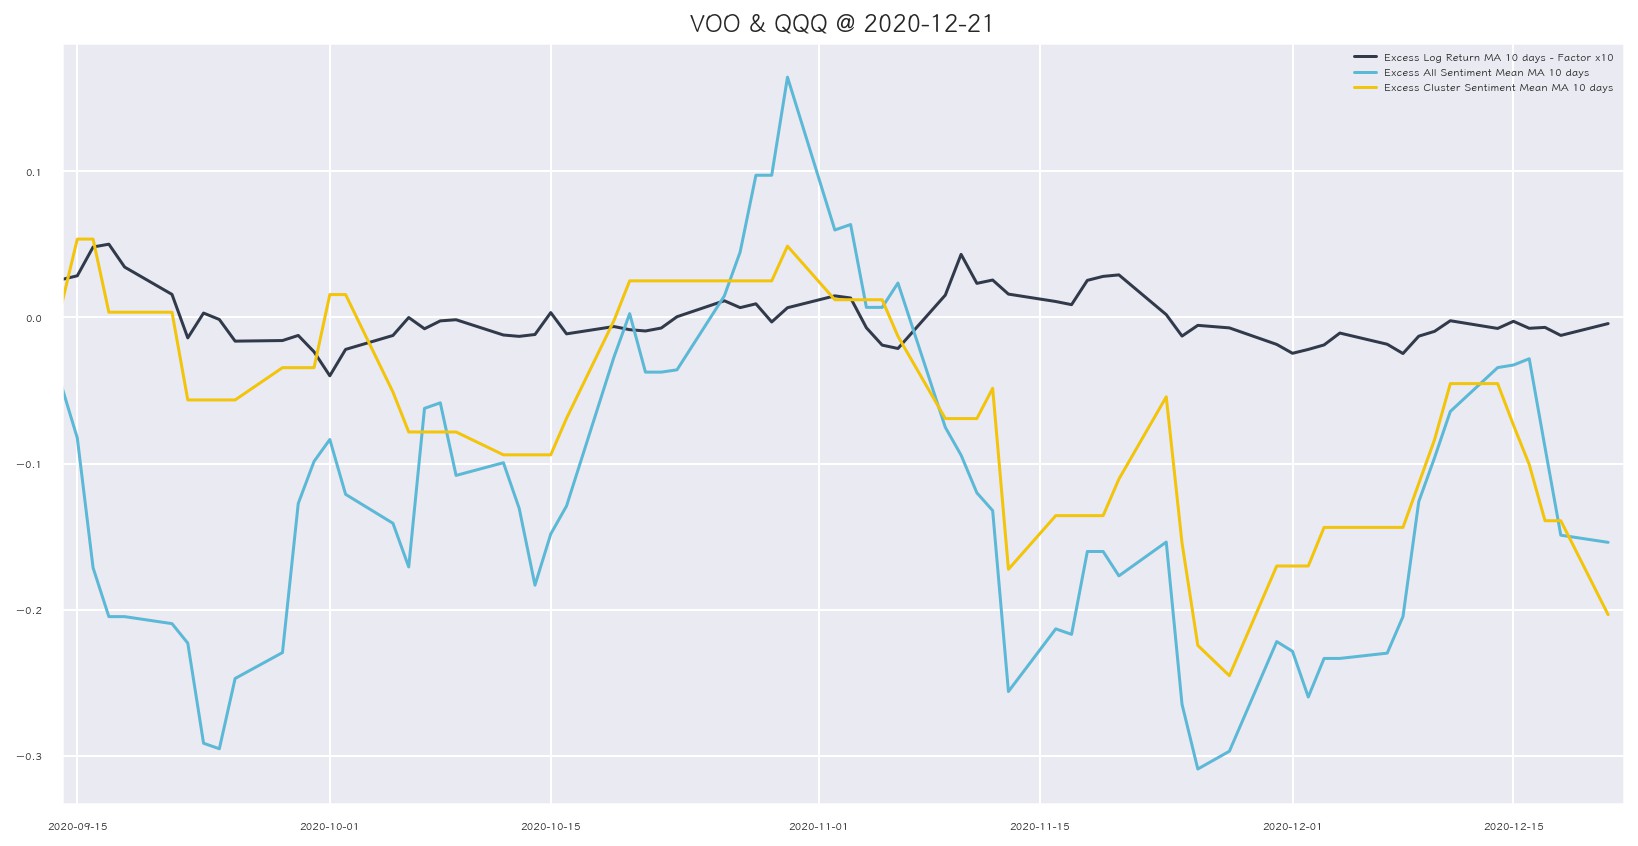 VOO & QQQ @ 2020-12-21
Excess Log Return MA 10 days - Factor x10
Excess All Sentiment Mean MA 10 days
Excess Cluster Sentiment Mean MA 10 days
0.1
0.0
−0.1
−0.2
−0.3
2020-09-15 2020-10-01 2020-10-15 2020-11-01 2020-11-15 2020-12-01 2020-12-15